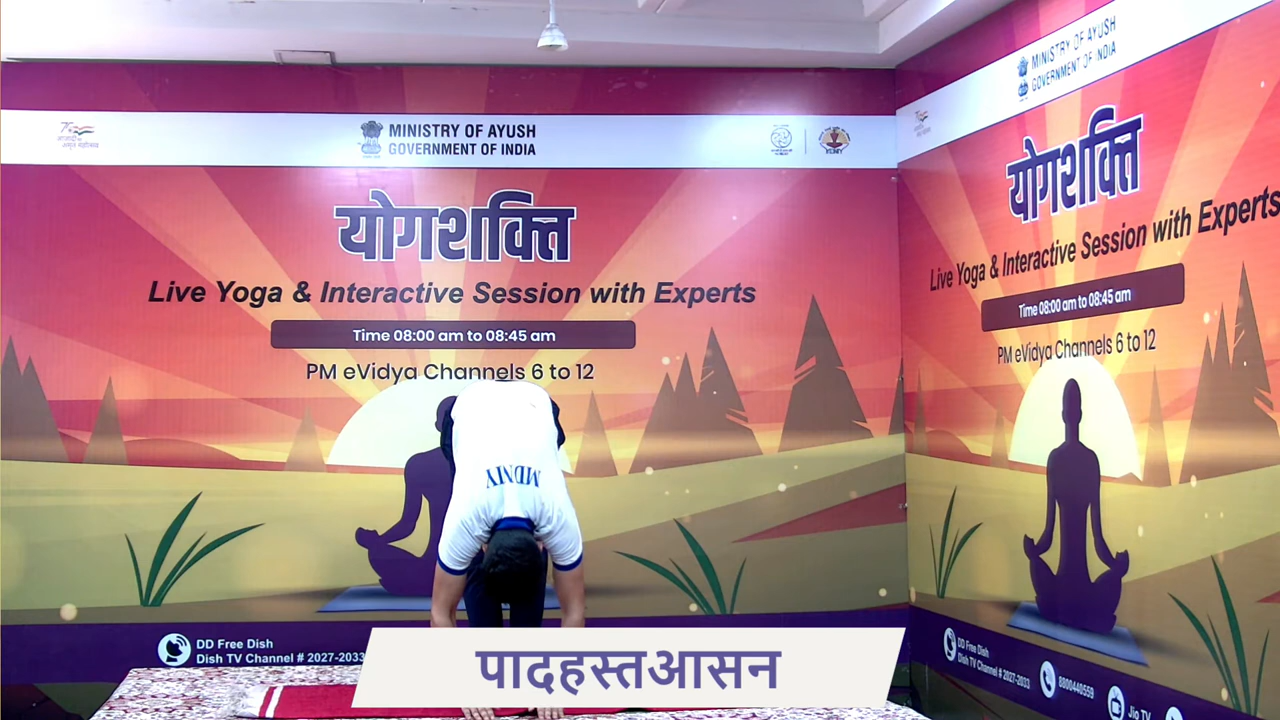 MINISTRY OF AYUSH
GOVERNMENT OF INDIA
योगशक्ति
Live Yoga & Interactive Session with Experts
Time 08:00 am to 08:45 am
PM eVidya Channels 6 to 12
MDNIY
DD Free Dish
Dish TV Channel # 2027-2033
पादहस्तआसन
MINISTRY OF AYUSH
GOVERNMENT OF INDIA
योगशक्ति
Live Yoga & Interactive Session with Experts
Time 08:00 am to 08:45 am
PM eVidya Channels 6 to 12
DD Free Dish
Dish TV Channel # 2027-2033
8800440559
Jio TV